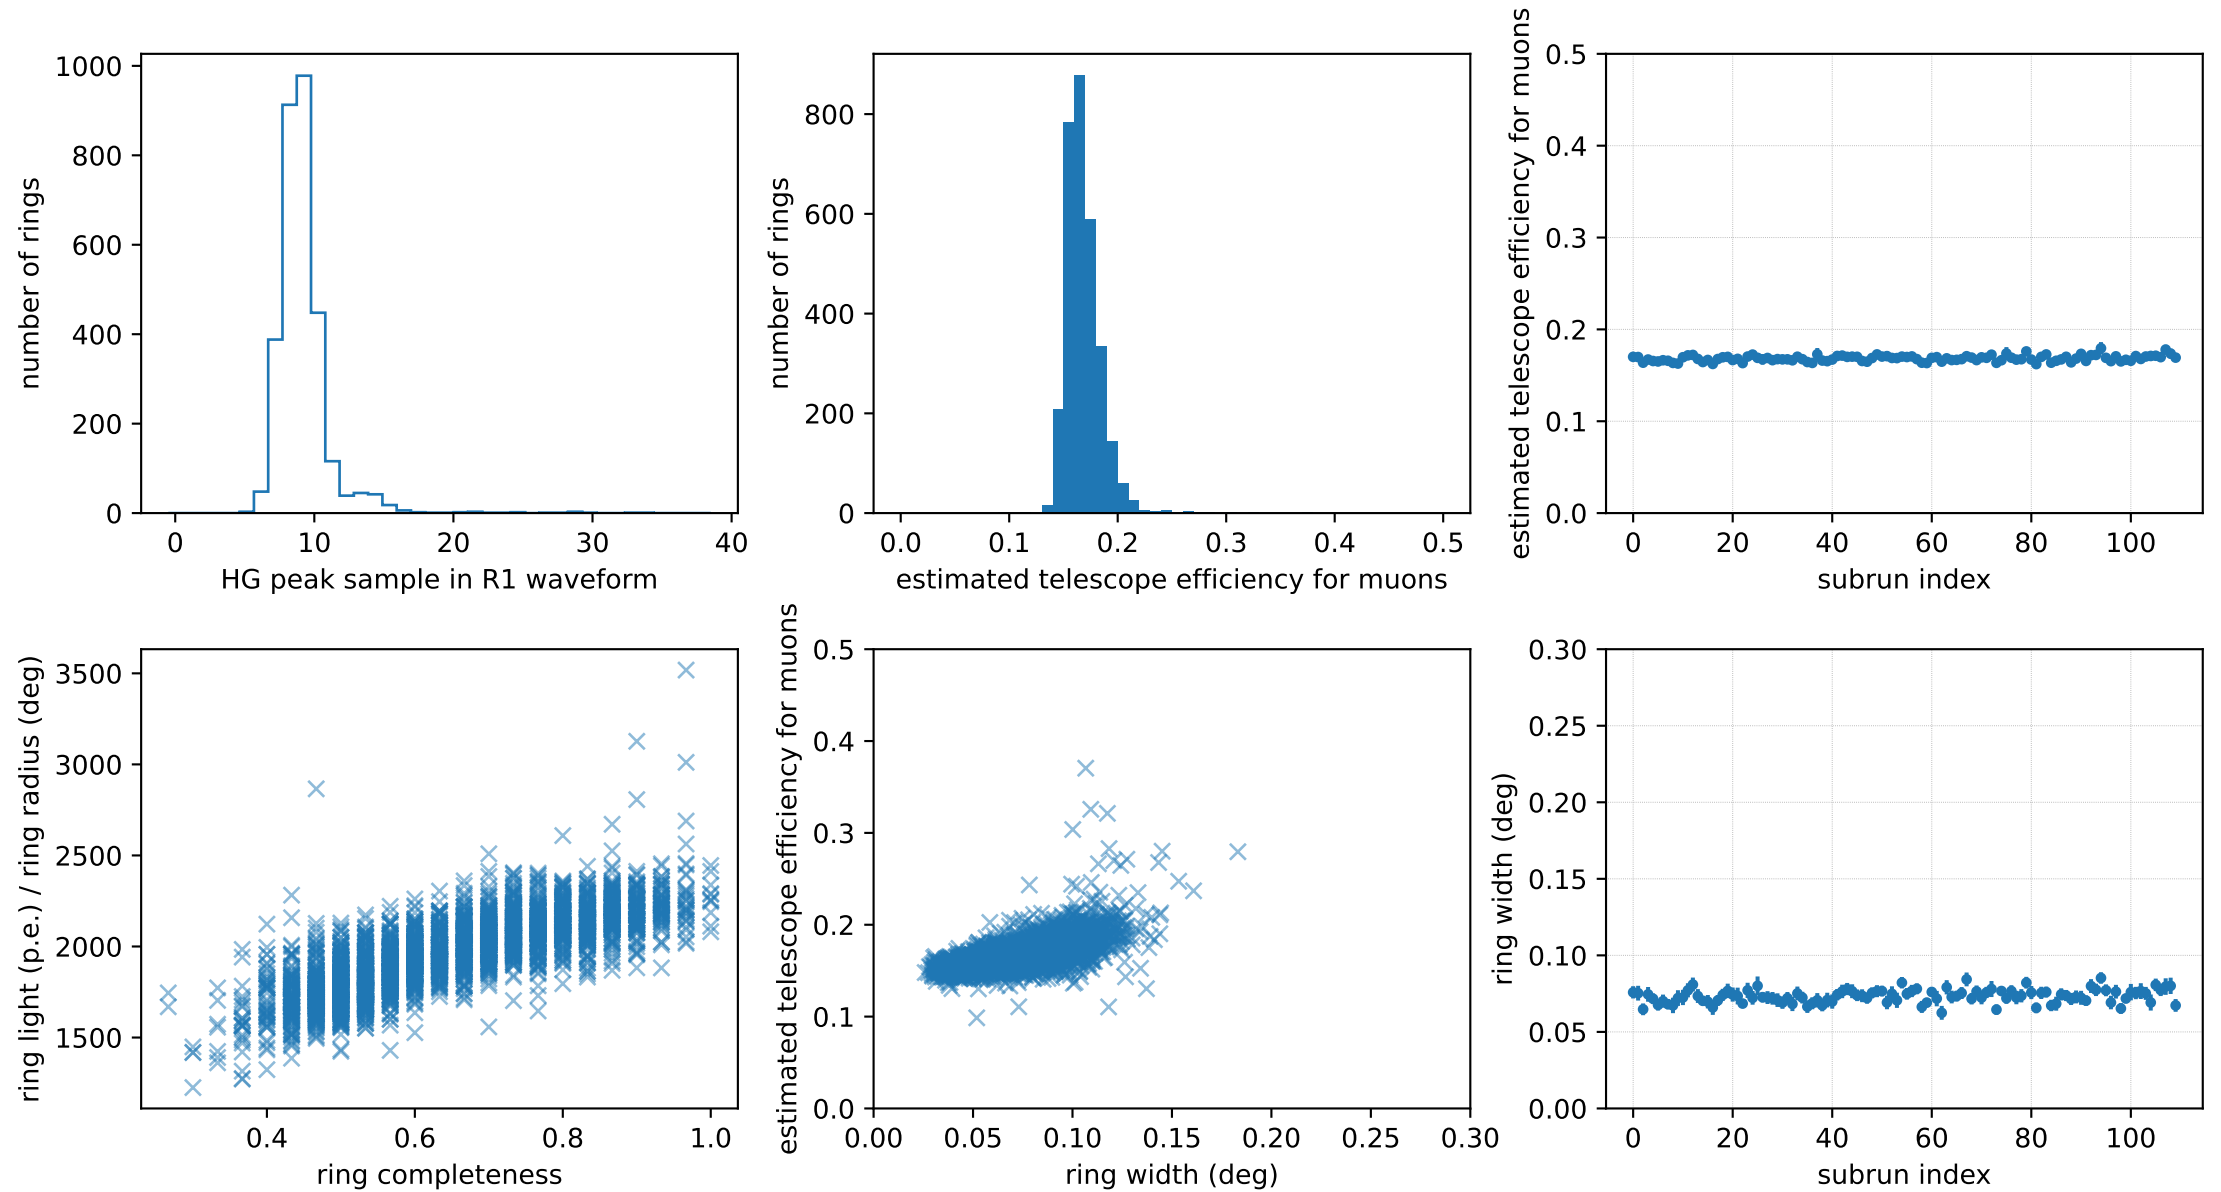 1000
800
600
400
200
0
number of rings
0 10 20 30 40
HG peak sample in R1 waveform
800
600
400
200
0
number of rings
0.0 0.1 0.2 0.3 0.4 0.5
estimated telescope efficiency for muons
0.5
0.4
0.3
0.2
0.1
0.0
estimated telescope efficiency for muons
0 20 40 60 80 100
subrun index
3500
3000
2500
2000
1500
ring light (p.e.) / ring radius (deg)
0.4 0.6 0.8 1.0
ring completeness
0.5
0.4
0.3
0.2
0.1
0.0
estimated telescope efficiency for muons
0.00 0.05 0.10 0.15 0.20 0.25 0.30
ring width (deg)
0.30
0.25
0.20
0.15
0.10
0.05
0.00
ring width (deg)
0 20 40 60 80 100
subrun index